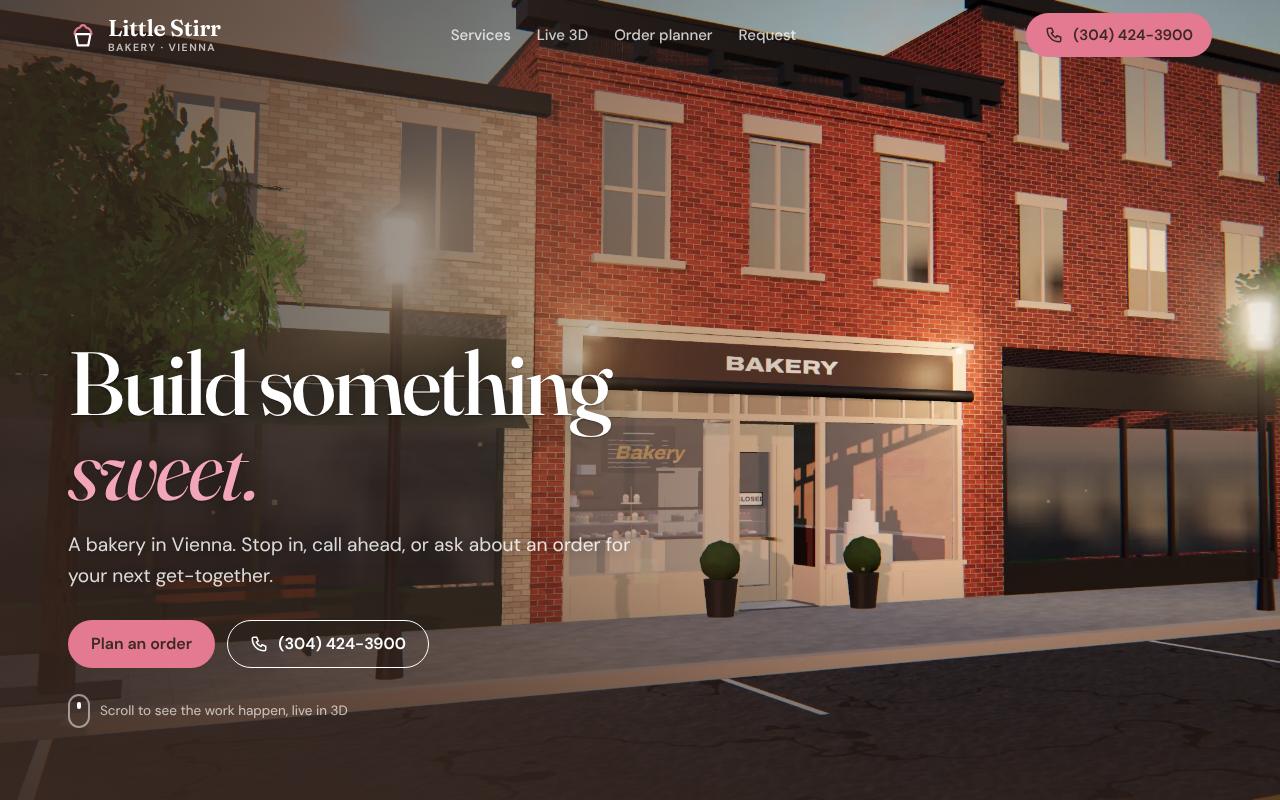 Little Stirr
BAKERY · VIENNA
Services
Live 3D
Order planner
Request
(304) 424-3900
BAKERY
Bakery
CLOSED
Build something
sweet.
A bakery in Vienna. Stop in, call ahead, or ask about an order for
your next get-together.
Plan an order
(304) 424-3900
Scroll to see the work happen, live in 3D